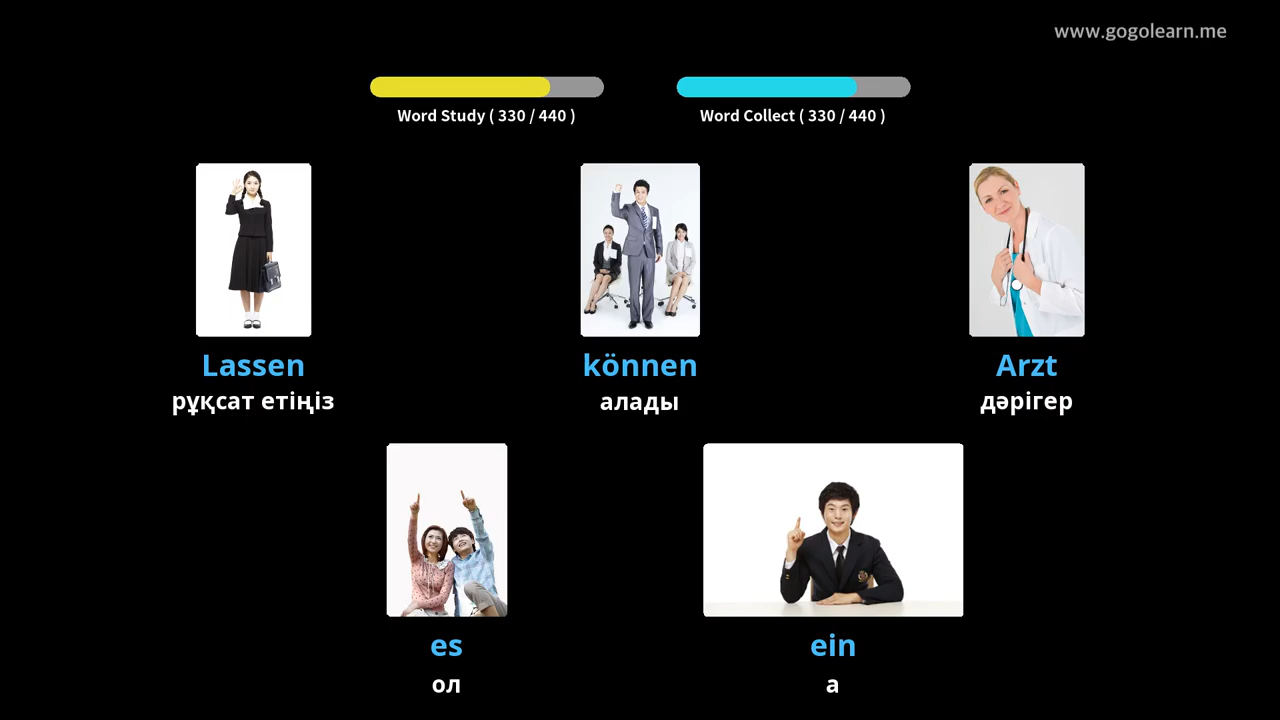 www.gogolearn.me
Word Study ( 330 / 440 )
Word Collect ( 330 / 440 )
Lassen
рұқсат етіңіз
können
алады
Arzt
дәрігер
es
ол
ein
а